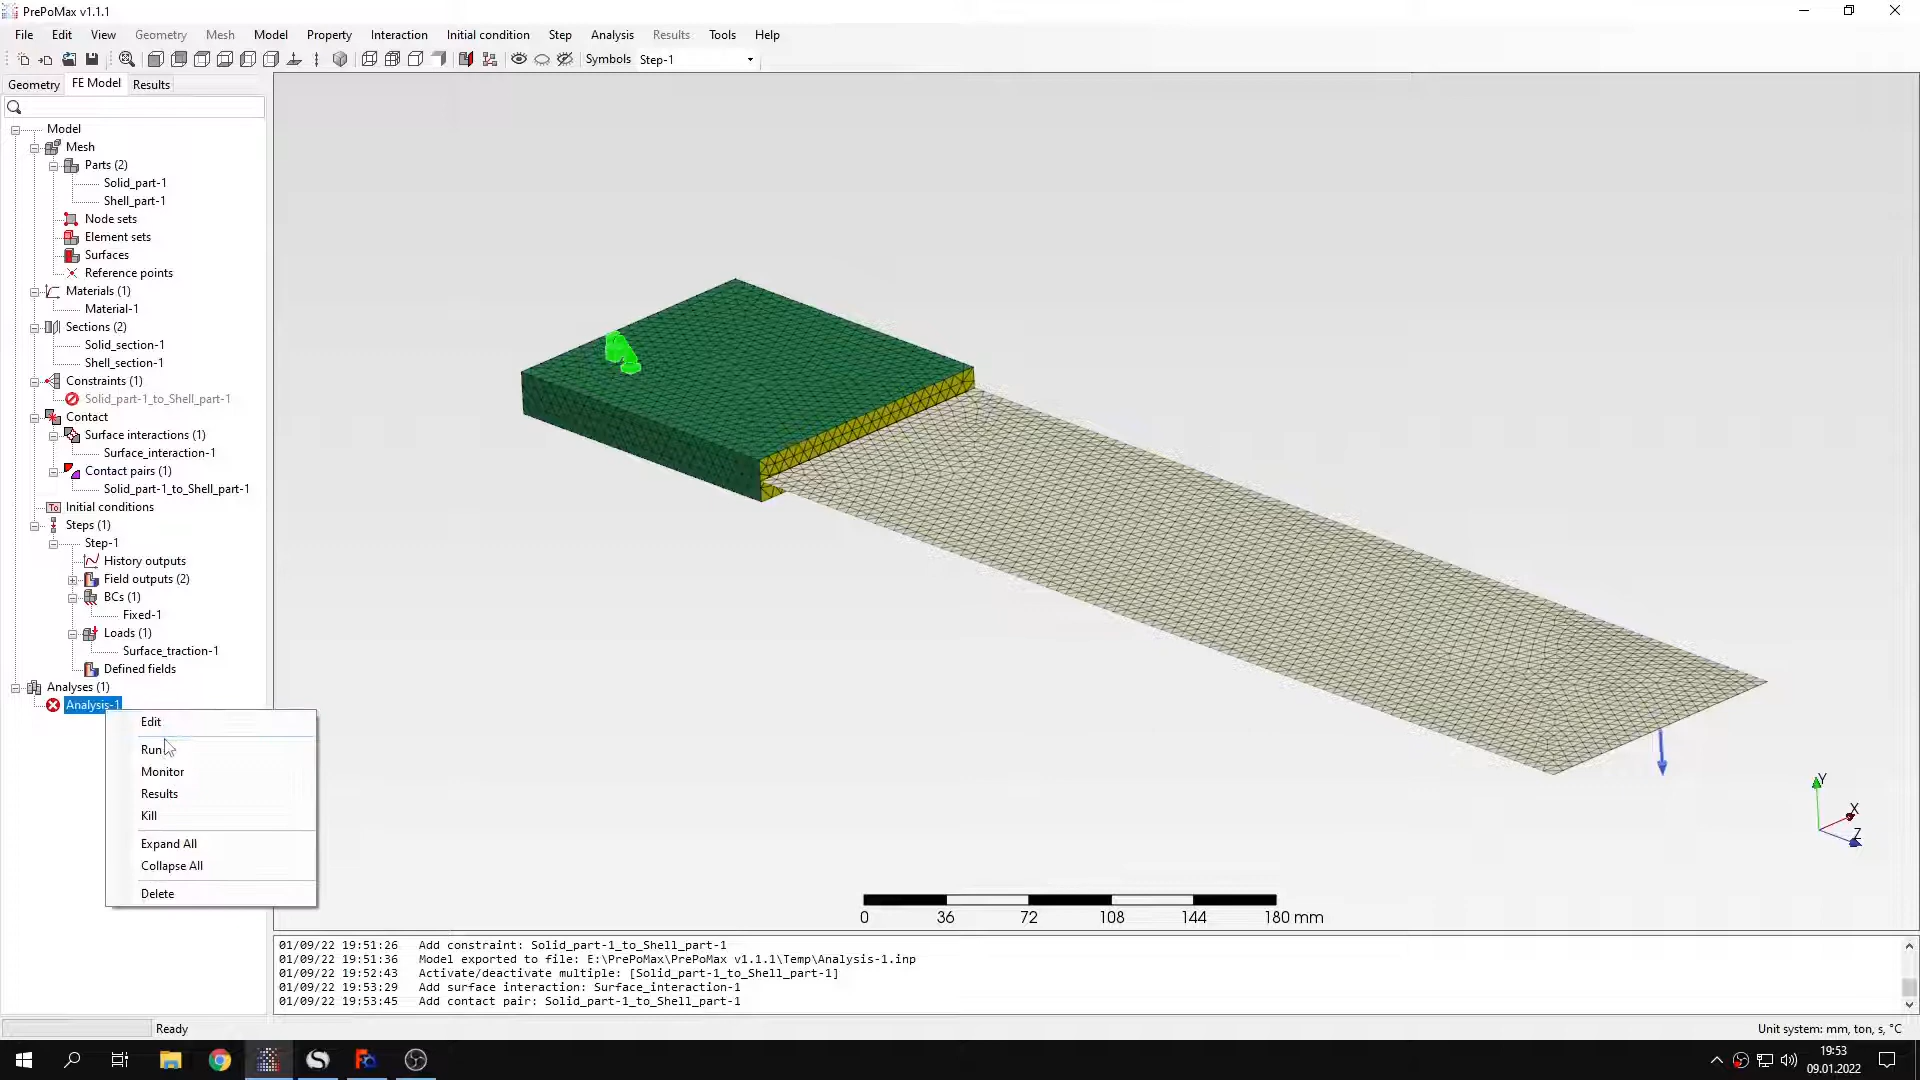 PrePoMax v1.1.1
File Edit View Geometry Mesh Model Property Interaction Initial condition Step Analysis Results Tools Help
Symbols Step-1
Geometry FE Model Results
Model
Mesh
Parts (2)
Solid_part-1
Shell_part-1
Node sets
Element sets
Surfaces
Reference points
Materials (1)
Material-1
Sections (2)
Solid_section-1
Shell_section-1
Constraints (1)
Solid_part-1_to_Shell_part-1
Contact
Surface interactions (1)
Surface_interaction-1
Contact pairs (1)
Solid_part-1_to_Shell_part-1
Initial conditions
Steps (1)
Step-1
History outputs
Field outputs (2)
BCs (1)
Fixed-1
Loads (1)
Surface_traction-1
Defined fields
Analyses (1)
Analysis-1
Edit
Run
Monitor
Results
Kill
Expand All
Collapse All
Delete
Y
X
Z
0 36 72 108 144 180 mm
01/09/22 19:51:26 Add constraint: Solid_part-1_to_Shell_part-1
01/09/22 19:51:36 Model exported to file: E:\PrePoMax\PrePoMax v1.1.1\Temp\Analysis-1.inp
01/09/22 19:52:43 Activate/deactivate multiple: [Solid_part-1_to_Shell_part-1]
01/09/22 19:53:29 Add surface interaction: Surface_interaction-1
01/09/22 19:53:45 Add contact pair: Solid_part-1_to_Shell_part-1
Ready
Unit system: mm, ton, s, °C
19:53
09.01.2022